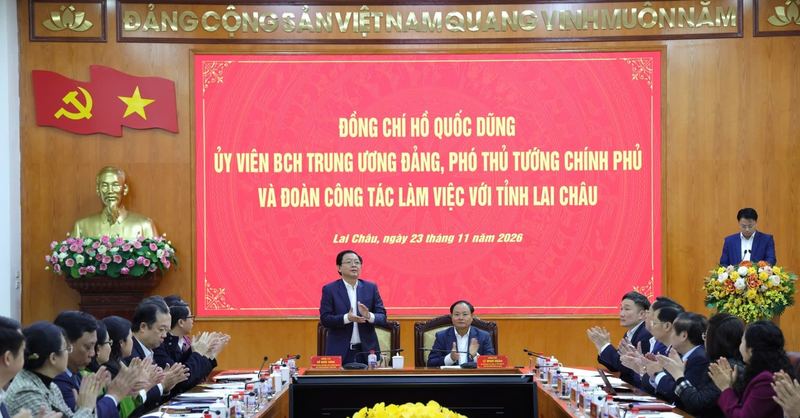 ĐẢNG CỘNG SẢN VIỆT NAM QUANG VINH MUÔN NĂM
ĐỒNG CHÍ HỒ QUỐC DŨNG
ỦY VIÊN BCH TRUNG ƯƠNG ĐẢNG, PHÓ THỦ TƯỚNG CHÍNH PHỦ
VÀ ĐOÀN CÔNG TÁC LÀM VIỆC VỚI TỈNH LAI CHÂU
Lai Châu, ngày 23 tháng 11 năm 2026